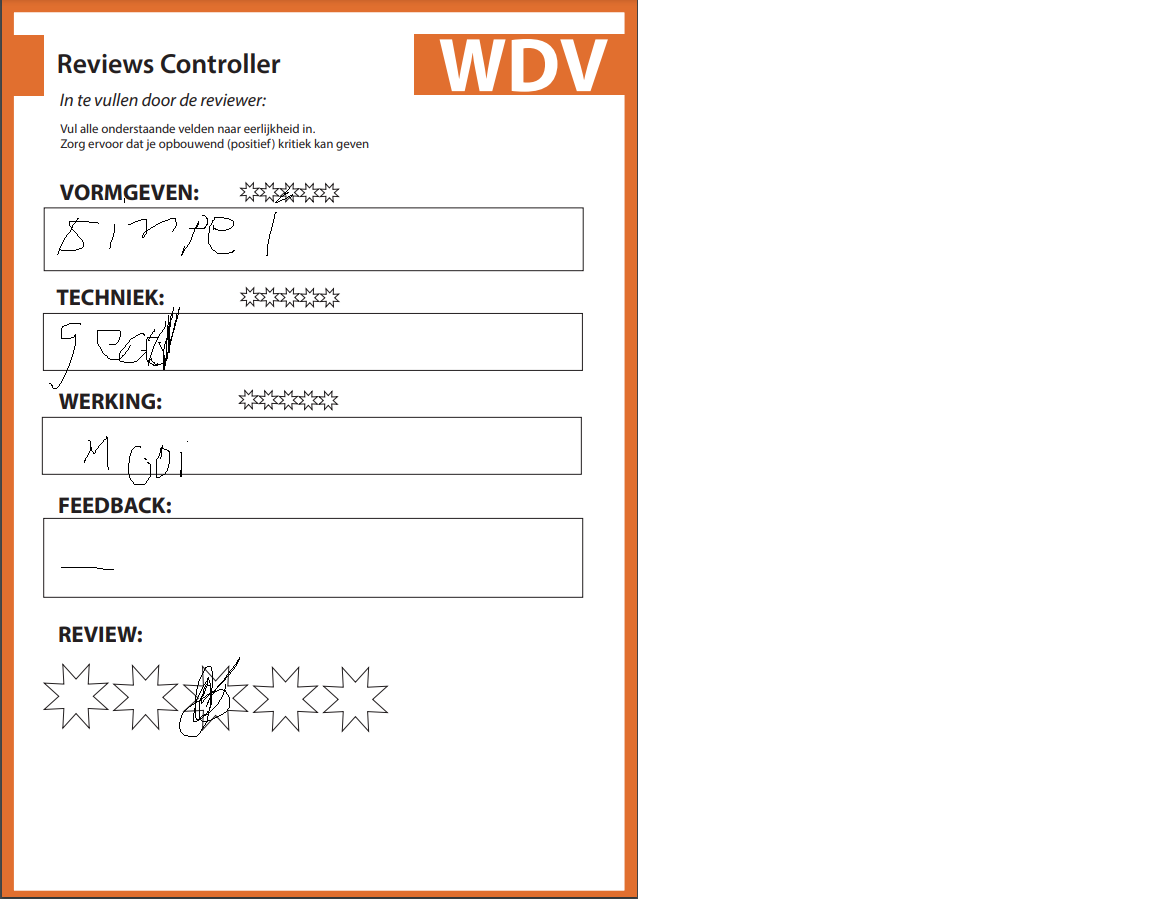 WDV
Reviews Controller
In te vullen door de reviewer:
Vul alle onderstaande velden naar eerlijkheid in.
Zorg ervoor dat je opbouwend (positief) kritiek kan geven
VORMGEVEN:
simpel
TECHNIEK:
goed
WERKING:
Mooi
FEEDBACK:
—
REVIEW: